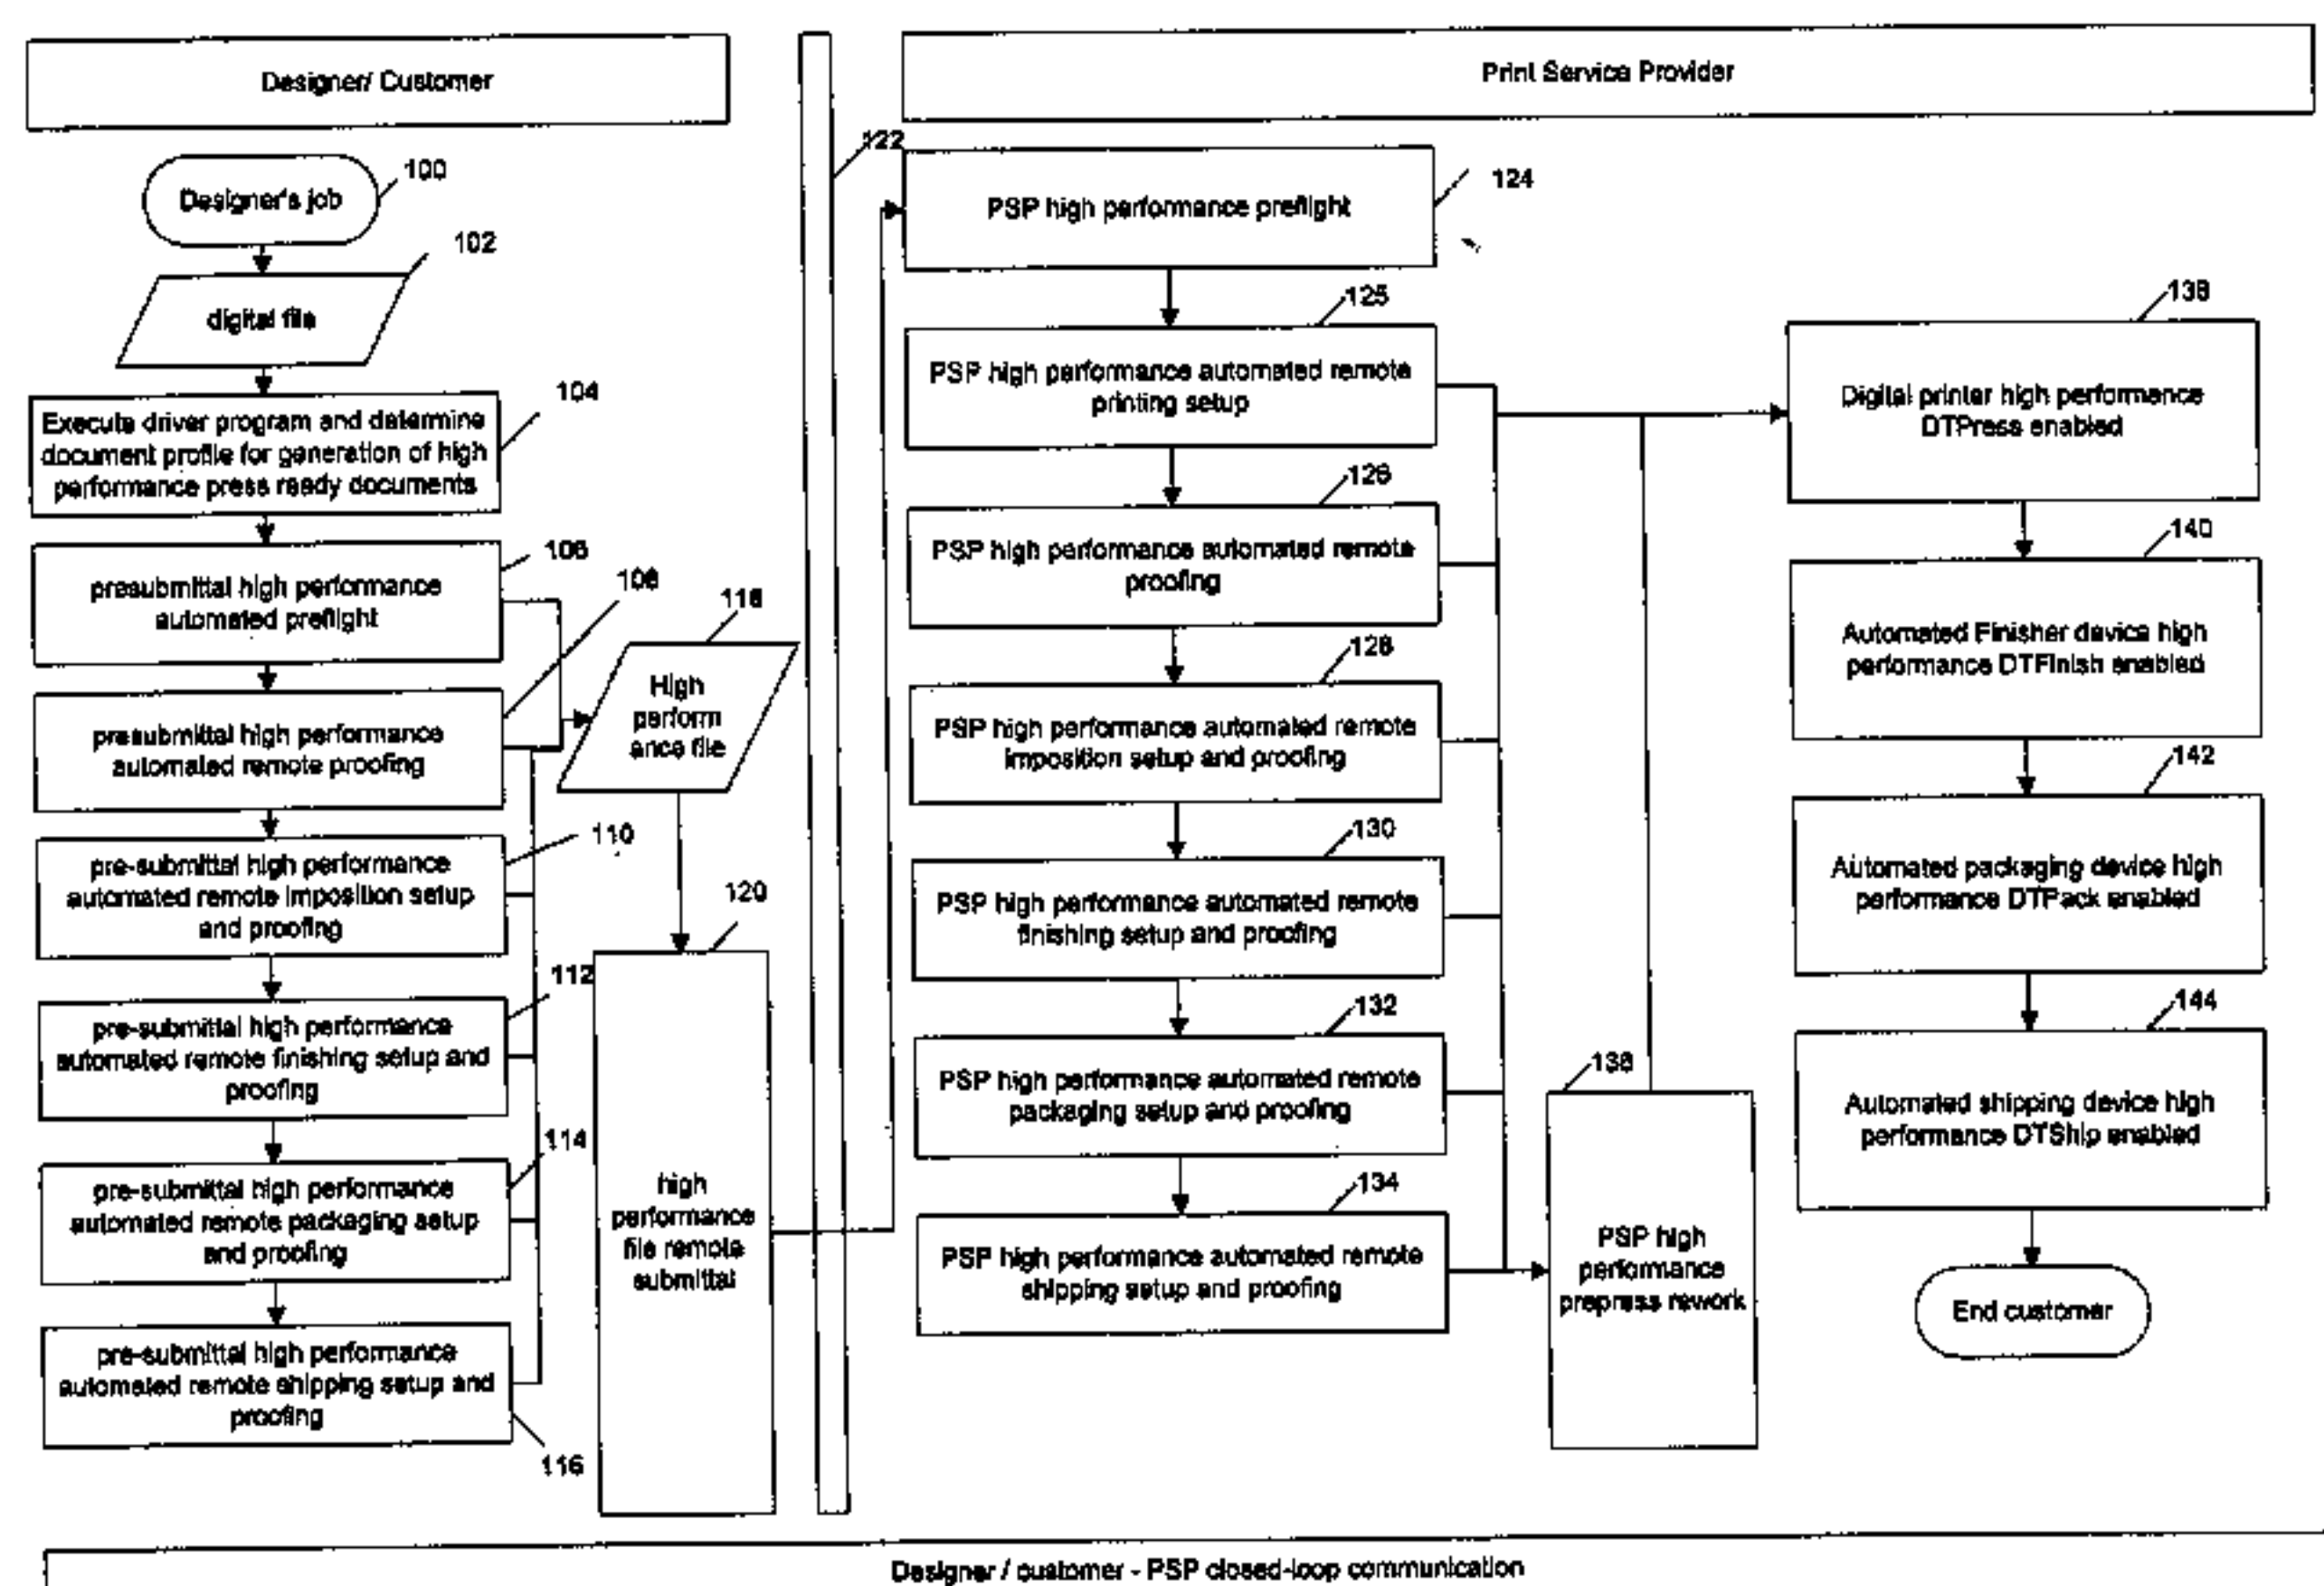 Designer/ Customer
Print Service Provider
Designer's job
100
digital file
102
Execute driver program and determine
document profile for generation of high
performance press ready documents
104
presubmittal high performance
automated preflight
106
presubmittal high performance
automated remote proofing
108
pre-submittal high performance
automated remote imposition setup
and proofing
110
pre-submittal high performance
automated remote finishing setup and
proofing
112
pre-submittal high performance
automated remote packaging setup
and proofing
114
pre-submittal high performance
automated remote shipping setup and
proofing
116
High
perform
ance file
118
high
performance
file remote
submittal
120
122
PSP high performance preflight
124
PSP high performance automated remote
printing setup
125
PSP high performance automated remote
proofing
126
PSP high performance automated remote
imposition setup and proofing
128
PSP high performance automated remote
finishing setup and proofing
130
PSP high performance automated remote
packaging setup and proofing
132
PSP high performance automated remote
shipping setup and proofing
134
PSP high
performance
prepress rework
136
Digital printer high performance
DTPress enabled
138
Automated Finisher device high
performance DTFinish enabled
140
Automated packaging device high
performance DTPack enabled
142
Automated shipping device high
performance DTShip enabled
144
End customer
Designer / customer - PSP closed-loop communication